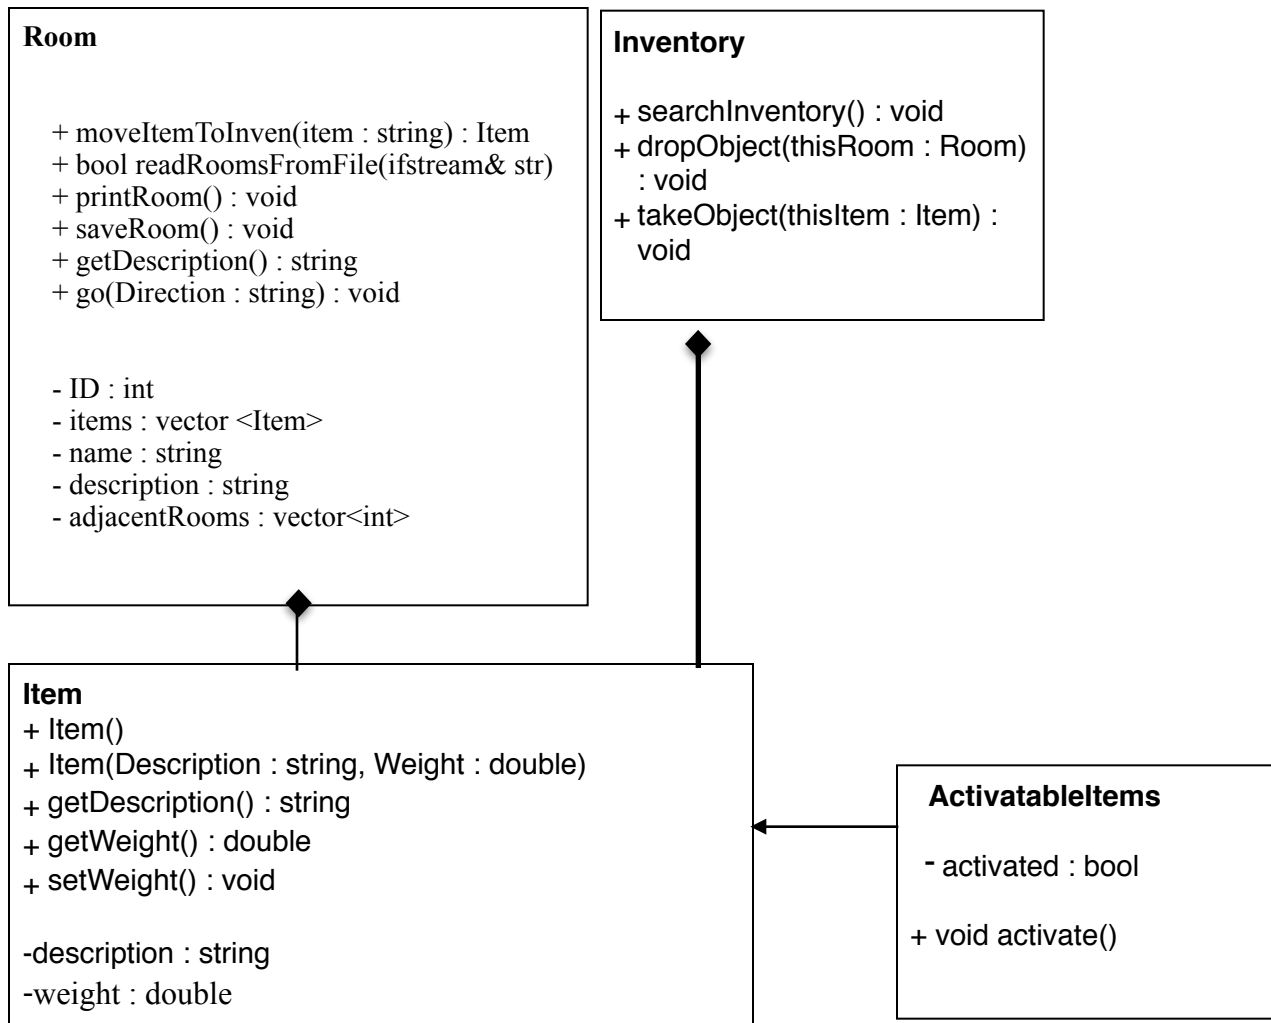 Room
+ moveItemToInven(item : string) : Item
+ bool readRoomsFromFile(ifstream& str)
+ printRoom() : void
+ saveRoom() : void
+ getDescription() : string
+ go(Direction : string) : void
- ID : int
- items : vector <Item>
- name : string
- description : string
- adjacentRooms : vector<int>
Inventory
+ searchInventory() : void
+ dropObject(thisRoom : Room)
: void
+ takeObject(thisItem : Item) :
void
Item
+ Item()
+ Item(Description : string, Weight : double)
+ getDescription() : string
+ getWeight() : double
+ setWeight() : void
-description : string
-weight : double
ActivatableItems
- activated : bool
+ void activate()